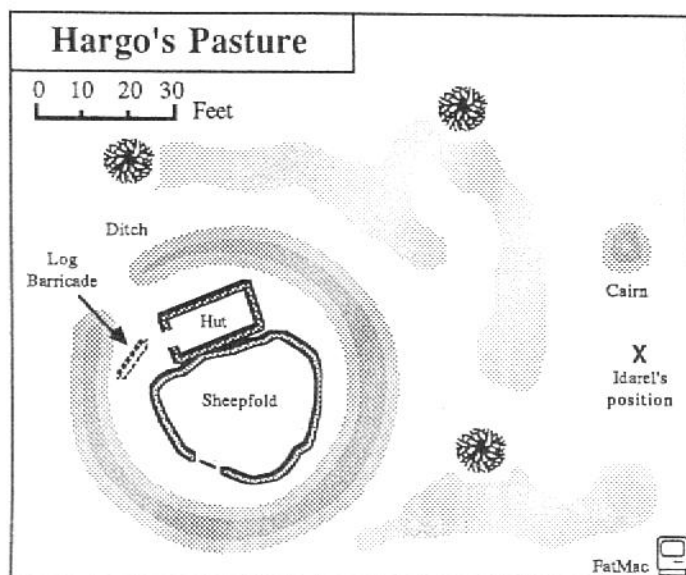 Hargo's Pasture
0 10 20 30
Feet
Ditch
Log
Barricade
Hut
Sheepfold
Cairn
X
Idarel's
position
FatMac